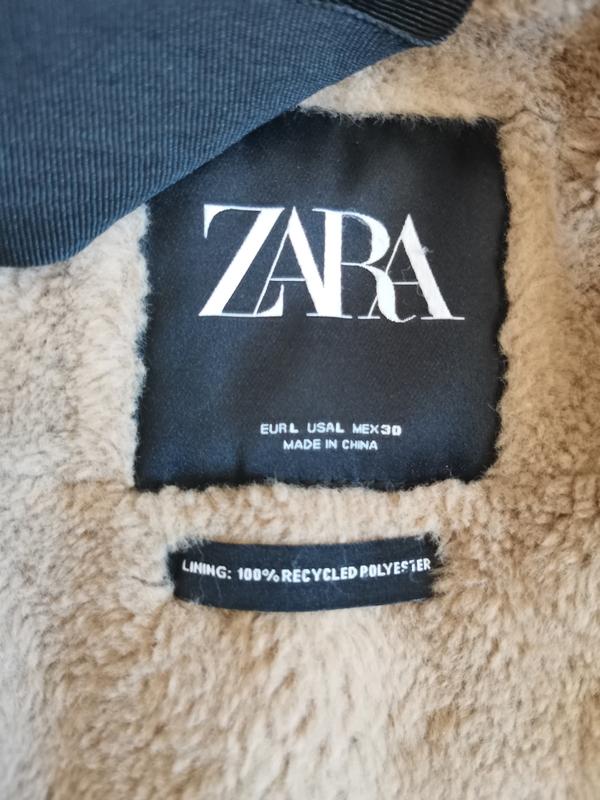 ZARA
EUR L USA L MEX 30
MADE IN CHINA
LINING: 100% RECYCLED POLYESTER